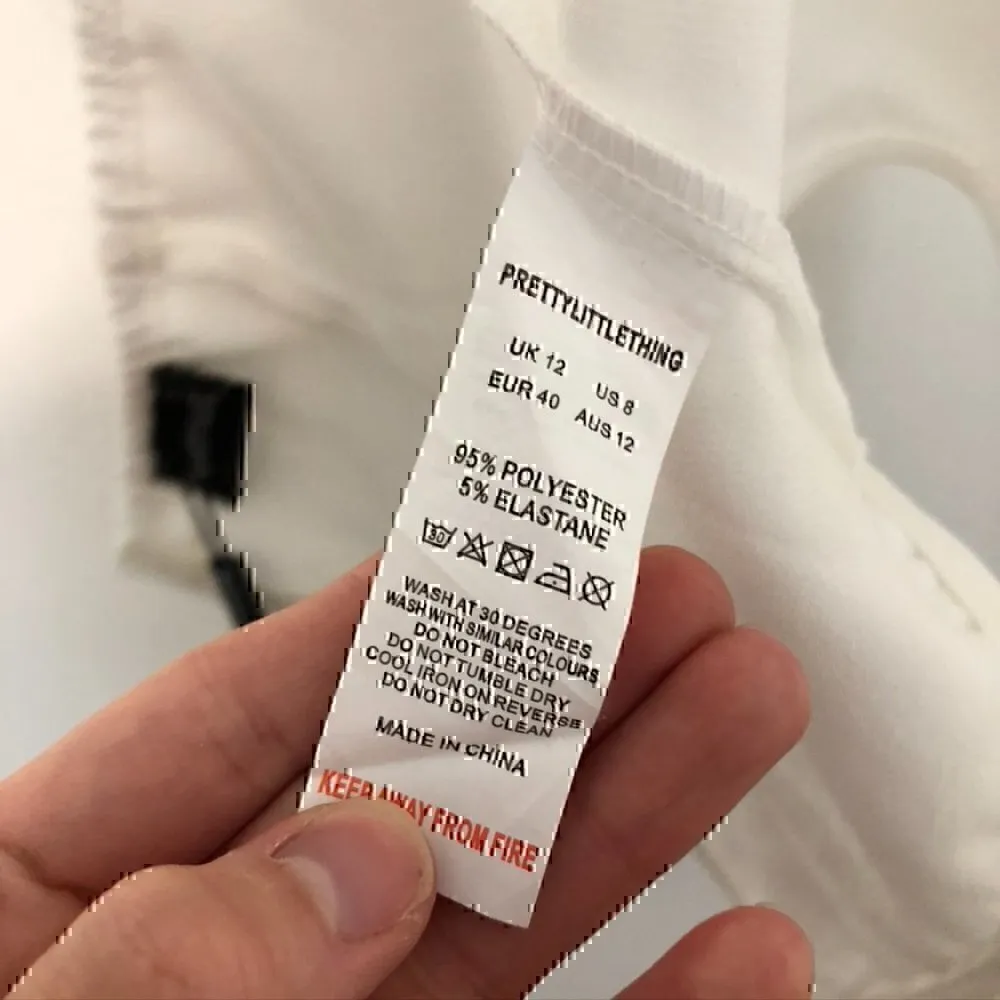 PRETTYLITTLETHING
UK 12 US 8
EUR 40 AUS 12
95% POLYESTER
5% ELASTANE
30
WASH AT 30 DEGREES
WASH WITH SIMILAR COLOURS
DO NOT BLEACH
DO NOT TUMBLE DRY
COOL IRON ON REVERSE
DO NOT DRY CLEAN
MADE IN CHINA
KEEP AWAY FROM FIRE